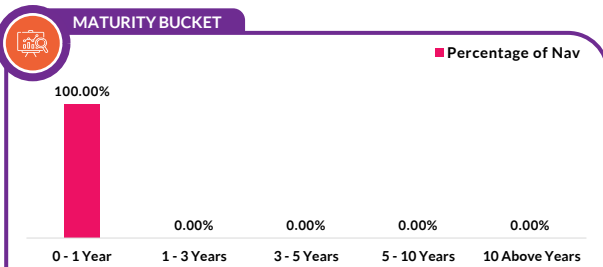 MATURITY BUCKET
Percentage of Nav
100.00%
0.00% 0.00% 0.00% 0.00%
0 - 1 Year 1 - 3 Years 3 - 5 Years 5 - 10 Years 10 Above Years